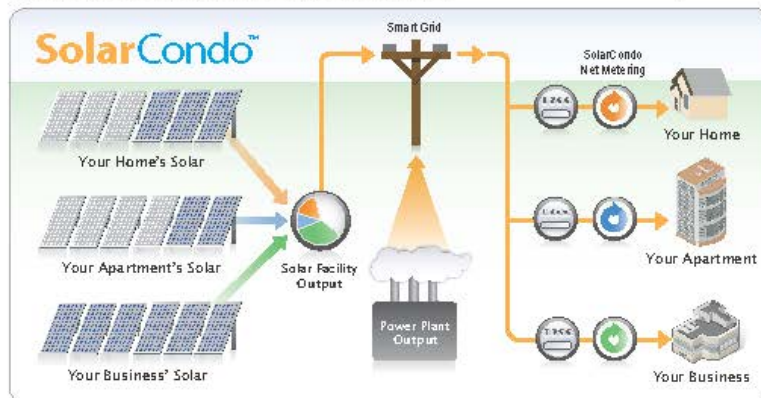 SolarCondo™
Smart Grid
SolarCondo
Net Metering
Your Home's Solar
Your Home
Your Apartment's Solar
Solar Facility
Output
Your Apartment
Power Plant
Output
Your Business' Solar
Your Business